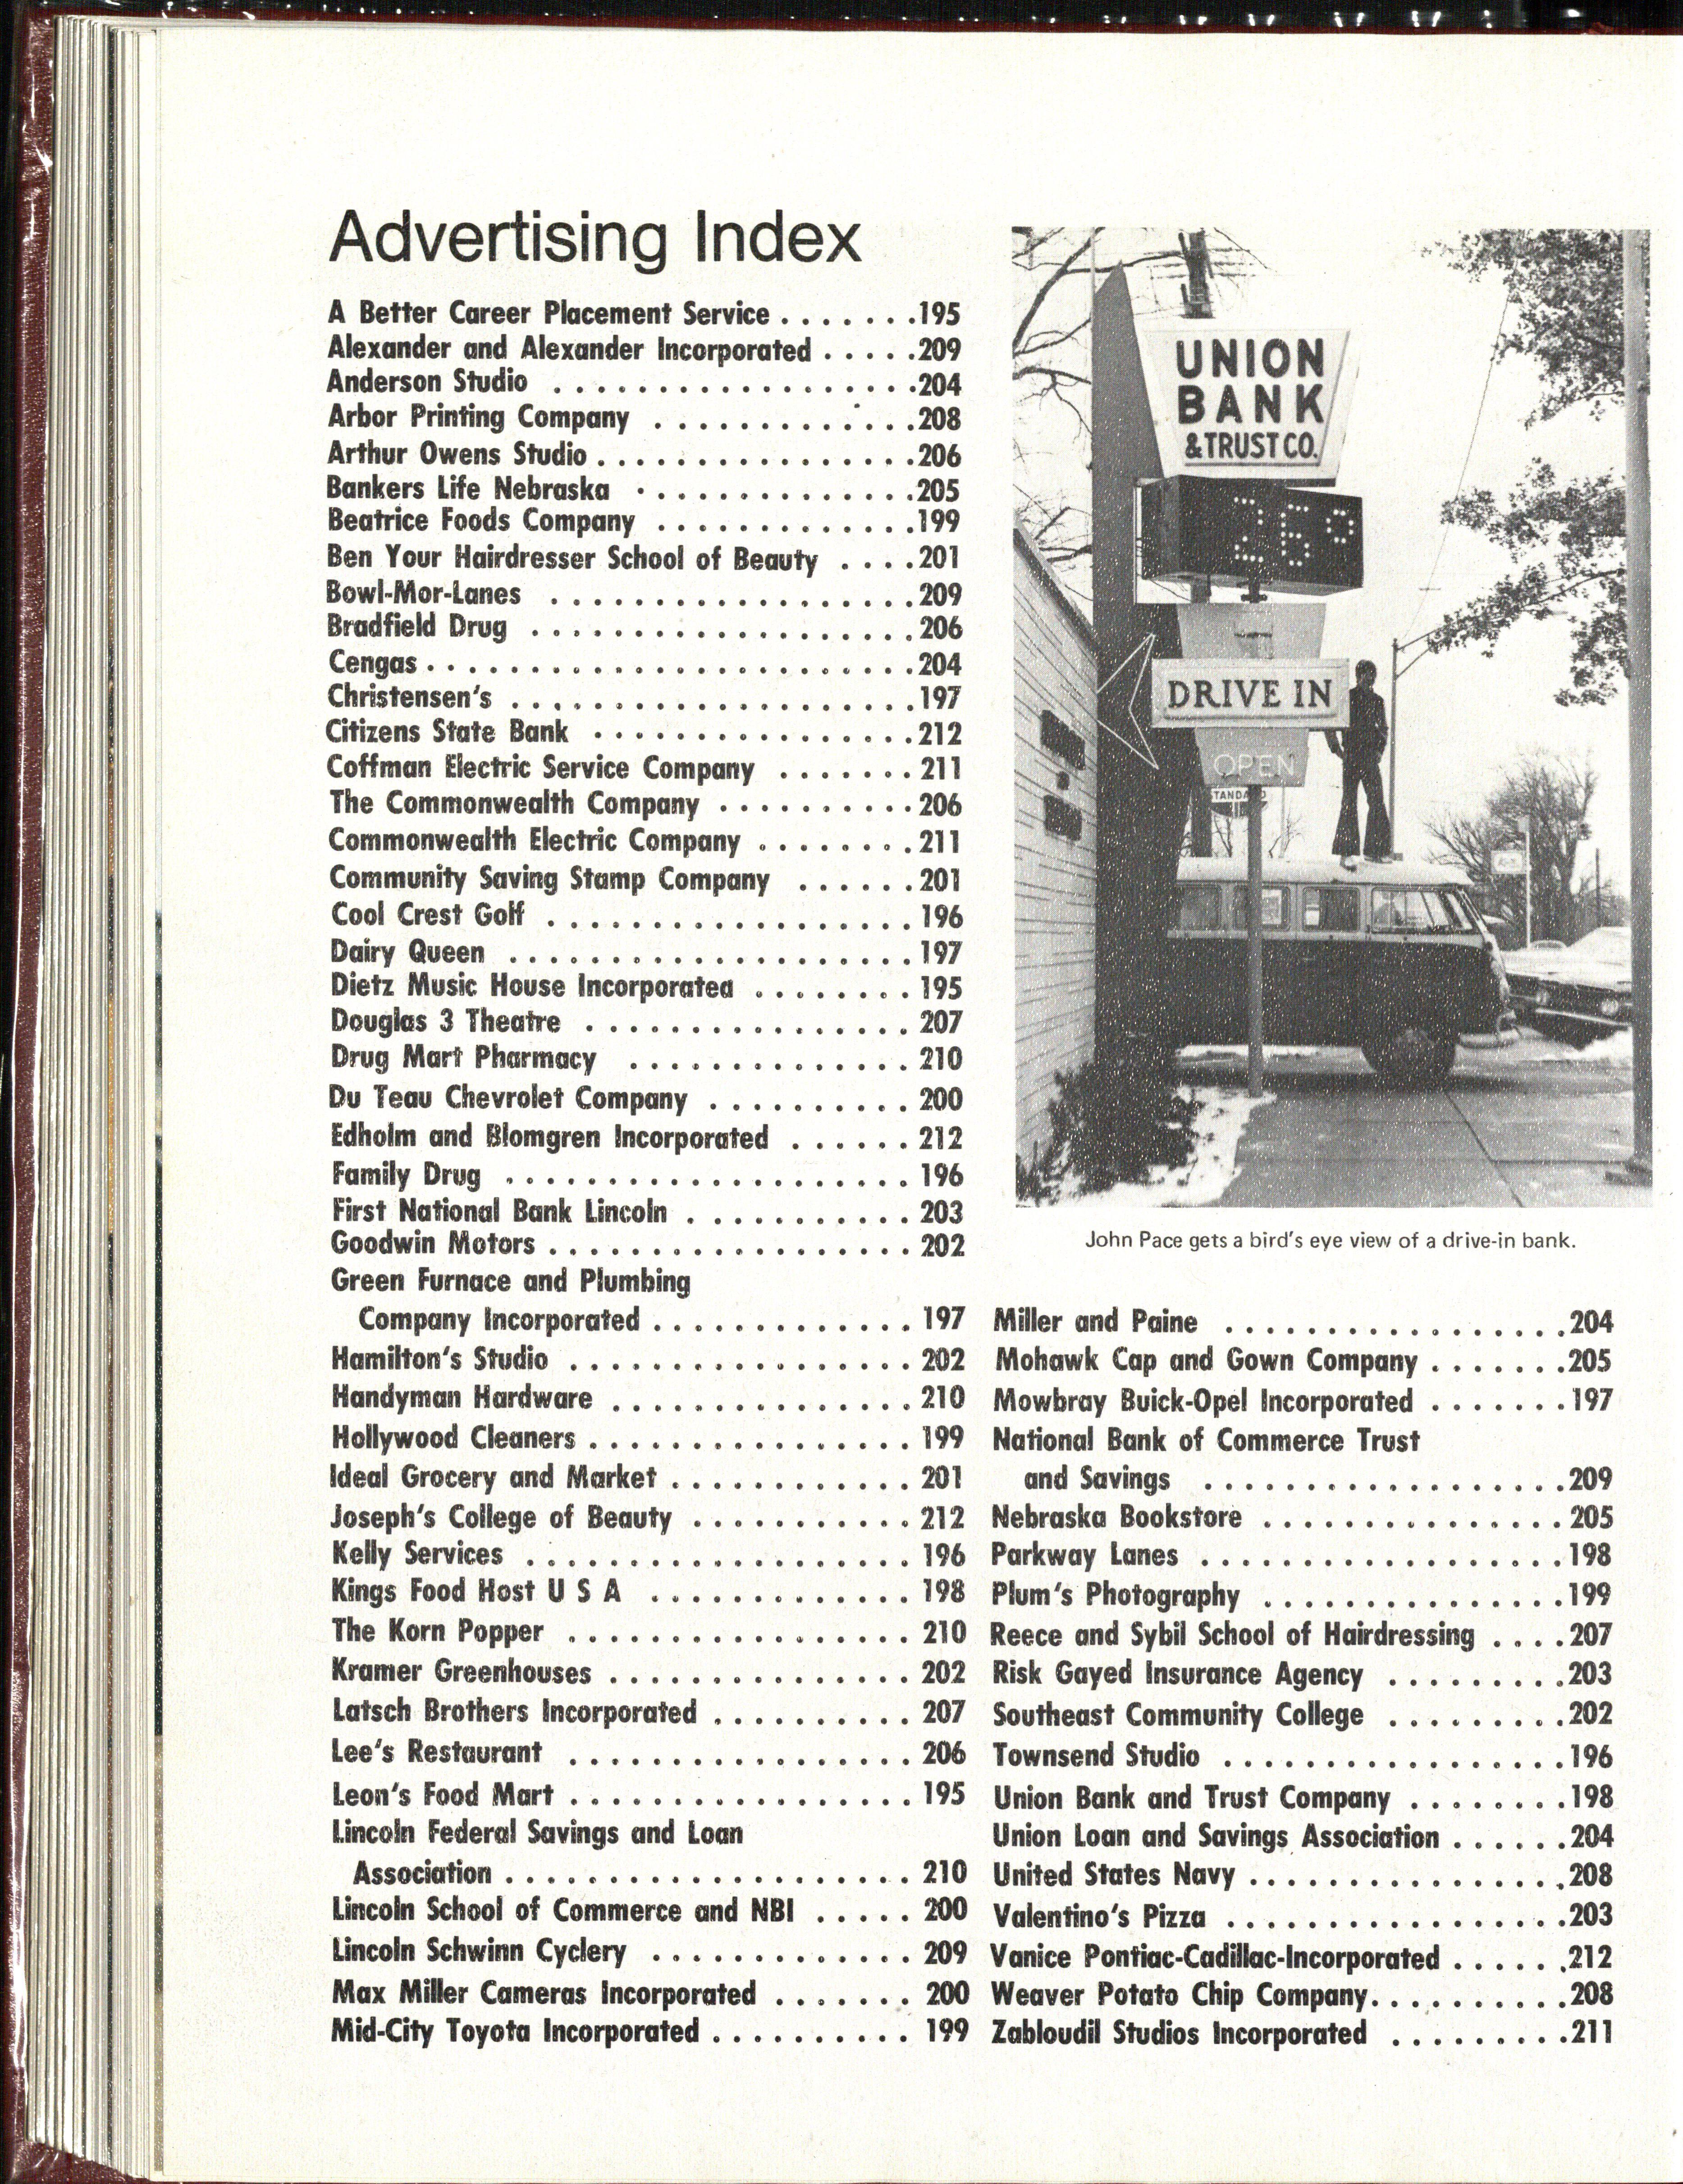 Advertising Index
A Better Career Placement Service . . . . . . . 195
Alexander and Alexander Incorporated . . . . . 209
Anderson Studio . . . . . . . . . . . . . . . . . . 204
Arbor Printing Company . . . . . . . . . . . . . 208
Arthur Owens Studio . . . . . . . . . . . . . . . . 206
Bankers Life Nebraska . . . . . . . . . . . . . . 205
Beatrice Foods Company . . . . . . . . . . . . . 199
Ben Your Hairdresser School of Beauty . . . . 201
Bowl-Mor-Lanes . . . . . . . . . . . . . . . . . . 209
Bradfield Drug . . . . . . . . . . . . . . . . . . . 206
Cengas . . . . . . . . . . . . . . . . . . . . . . . . 204
Christensen's . . . . . . . . . . . . . . . . . . . . 197
Citizens State Bank . . . . . . . . . . . . . . . . 212
Coffman Electric Service Company . . . . . . . 211
The Commonwealth Company . . . . . . . . . . 206
Commonwealth Electric Company . . . . . . . . 211
Community Saving Stamp Company . . . . . . 201
Cool Crest Golf . . . . . . . . . . . . . . . . . . 196
Dairy Queen . . . . . . . . . . . . . . . . . . . . 197
Dietz Music House Incorporated . . . . . . . . 195
Douglas 3 Theatre . . . . . . . . . . . . . . . . 207
Drug Mart Pharmacy . . . . . . . . . . . . . . 210
Du Teau Chevrolet Company . . . . . . . . . . 200
Edholm and Blomgren Incorporated . . . . . . 212
Family Drug . . . . . . . . . . . . . . . . . . . . 196
First National Bank Lincoln . . . . . . . . . . . 203
Goodwin Motors . . . . . . . . . . . . . . . . . . 202
Green Furnace and Plumbing
Company Incorporated . . . . . . . . . . . . . 197
Hamilton's Studio . . . . . . . . . . . . . . . . . 202
Handyman Hardware . . . . . . . . . . . . . . . 210
Hollywood Cleaners . . . . . . . . . . . . . . . . 199
Ideal Grocery and Market . . . . . . . . . . . . 201
Joseph's College of Beauty . . . . . . . . . . . 212
Kelly Services . . . . . . . . . . . . . . . . . . . 196
Kings Food Host U S A . . . . . . . . . . . . . 198
The Korn Popper . . . . . . . . . . . . . . . . . 210
Kramer Greenhouses . . . . . . . . . . . . . . . 202
Latsch Brothers Incorporated . . . . . . . . . . 207
Lee's Restaurant . . . . . . . . . . . . . . . . . 206
Leon's Food Mart . . . . . . . . . . . . . . . . . 195
Lincoln Federal Savings and Loan
Association . . . . . . . . . . . . . . . . . . . . 210
Lincoln School of Commerce and NBI . . . . . 200
Lincoln Schwinn Cyclery . . . . . . . . . . . . . 209
Max Miller Cameras Incorporated . . . . . . . 200
Mid-City Toyota Incorporated . . . . . . . . . . 199
UNION
BANK
& TRUST CO.
26°
DRIVE IN
OPEN
STANDARD
John Pace gets a bird's eye view of a drive-in bank.
Miller and Paine . . . . . . . . . . . . . . . . . 204
Mohawk Cap and Gown Company . . . . . . . 205
Mowbray Buick-Opel Incorporated . . . . . . . 197
National Bank of Commerce Trust
and Savings . . . . . . . . . . . . . . . . . . 209
Nebraska Bookstore . . . . . . . . . . . . . . . 205
Parkway Lanes . . . . . . . . . . . . . . . . . . 198
Plum's Photography . . . . . . . . . . . . . . . 199
Reece and Sybil School of Hairdressing . . . . 207
Risk Gayed Insurance Agency . . . . . . . . . 203
Southeast Community College . . . . . . . . . 202
Townsend Studio . . . . . . . . . . . . . . . . . 196
Union Bank and Trust Company . . . . . . . . 198
Union Loan and Savings Association . . . . . . 204
United States Navy . . . . . . . . . . . . . . . . 208
Valentino's Pizza . . . . . . . . . . . . . . . . . 203
Vanice Pontiac-Cadillac-Incorporated . . . . . . 212
Weaver Potato Chip Company . . . . . . . . . . 208
Zabloudil Studios Incorporated . . . . . . . . . 211